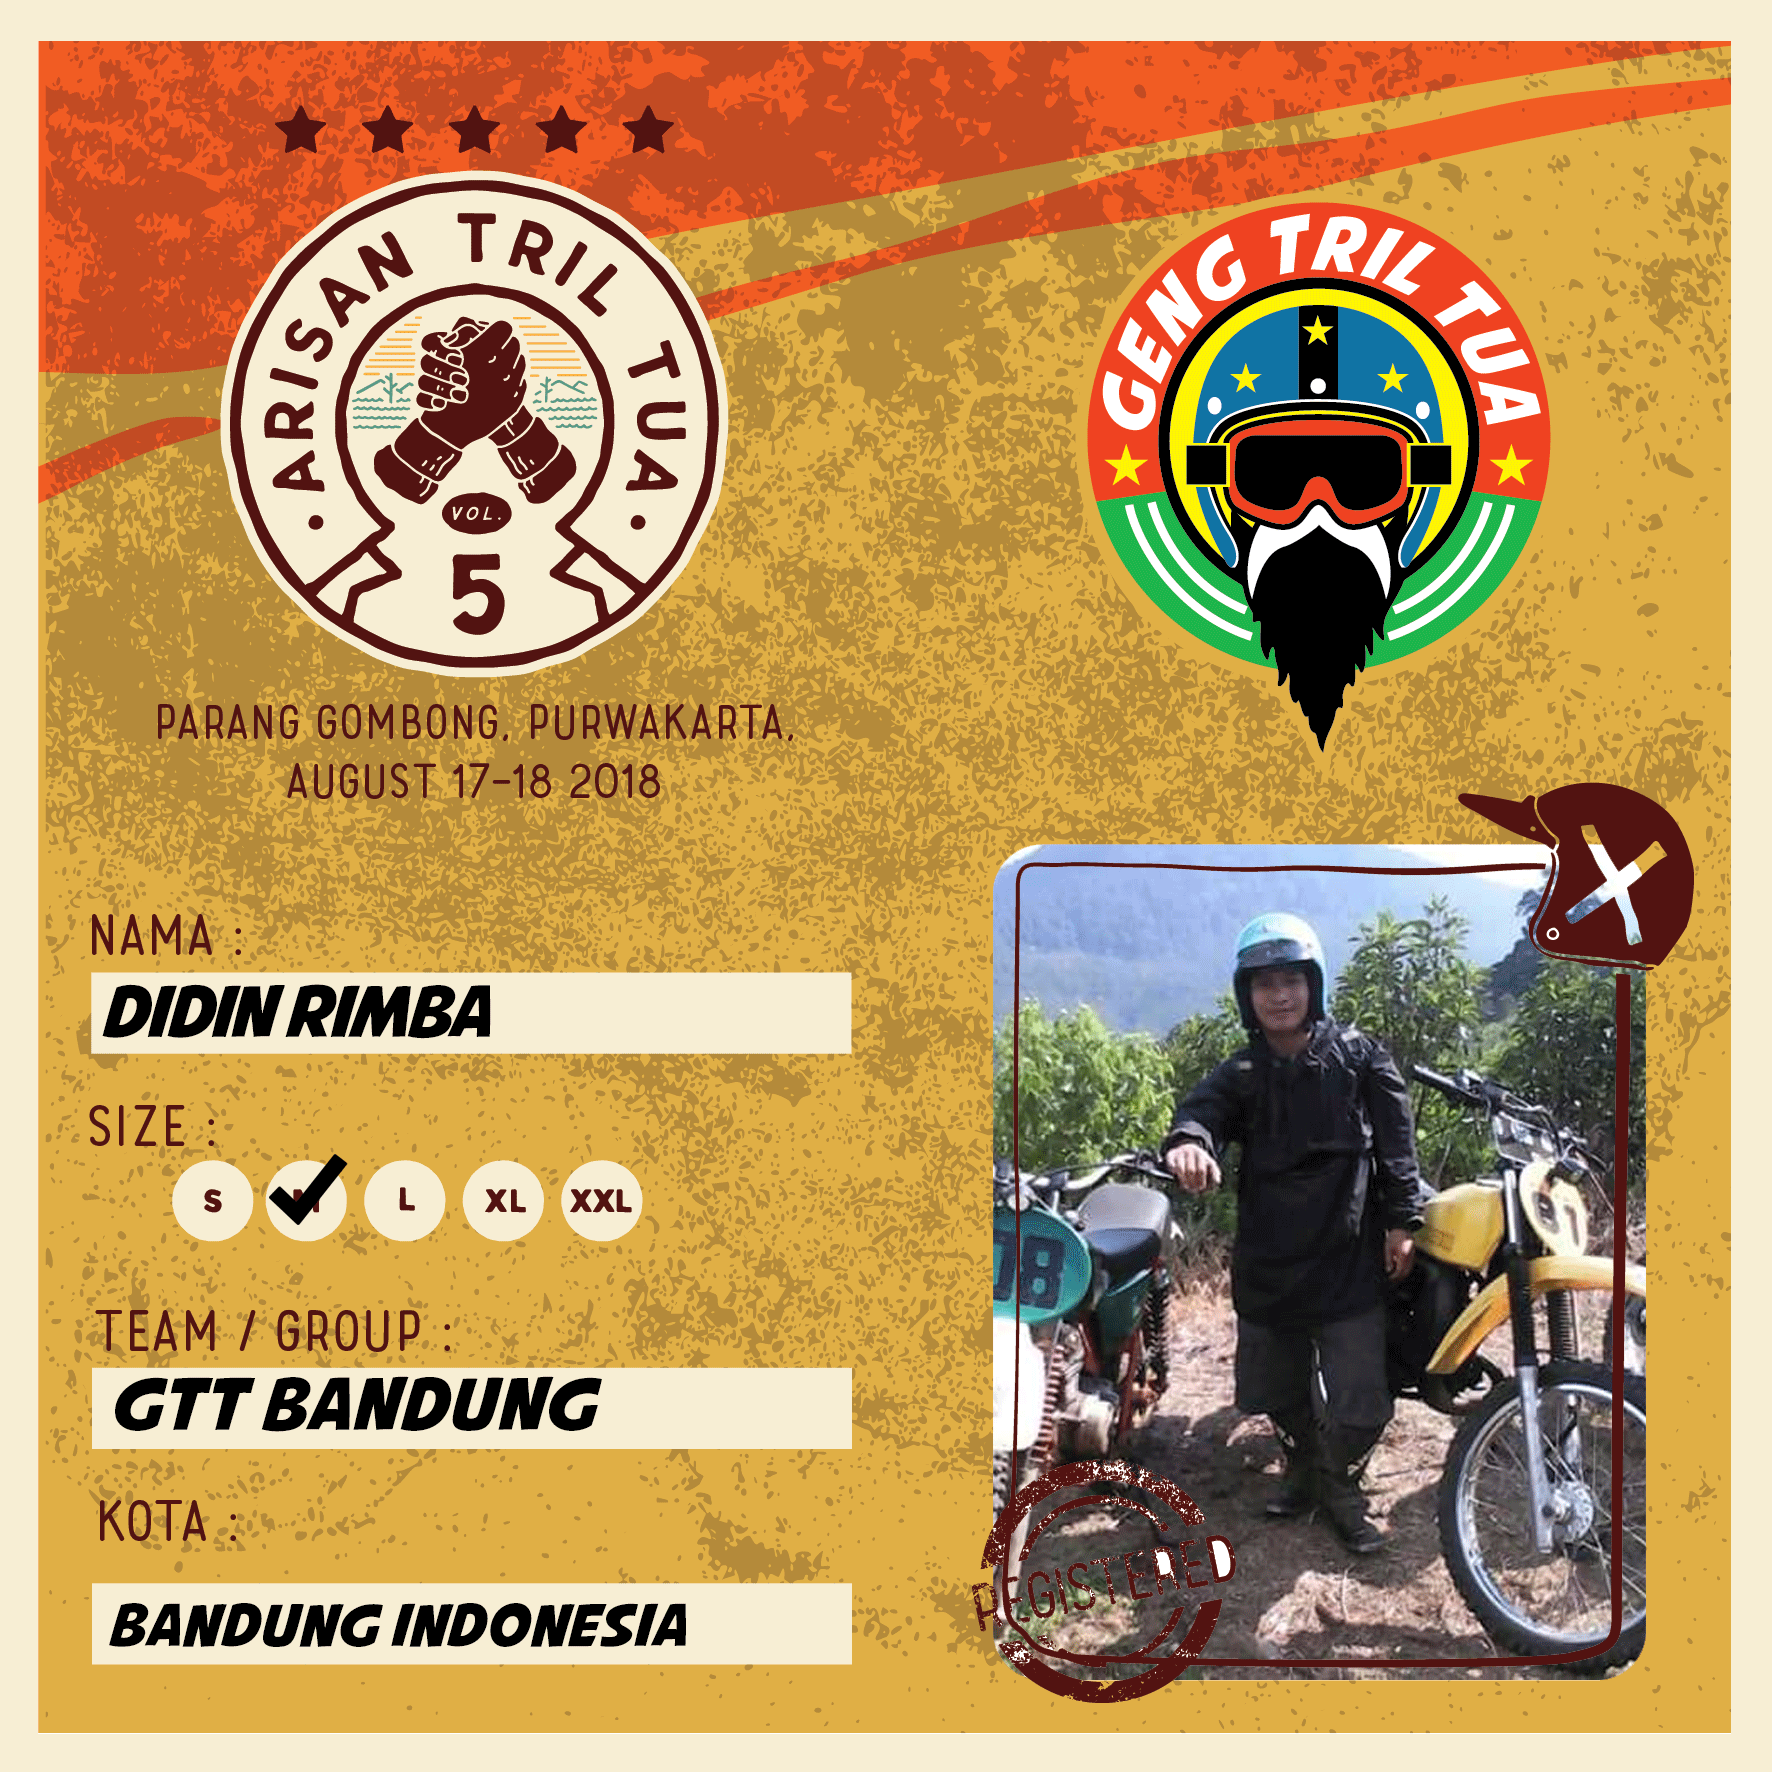 ARISAN TRIL TUA
VOL.
5
GENG TRIL TUA
PARANG GOMBONG, PURWAKARTA,
AUGUST 17-18 2018
NAMA :
DIDIN RIMBA
SIZE :
S M L XL XXL
TEAM / GROUP :
GTT BANDUNG
KOTA :
BANDUNG INDONESIA
08
REGISTERED